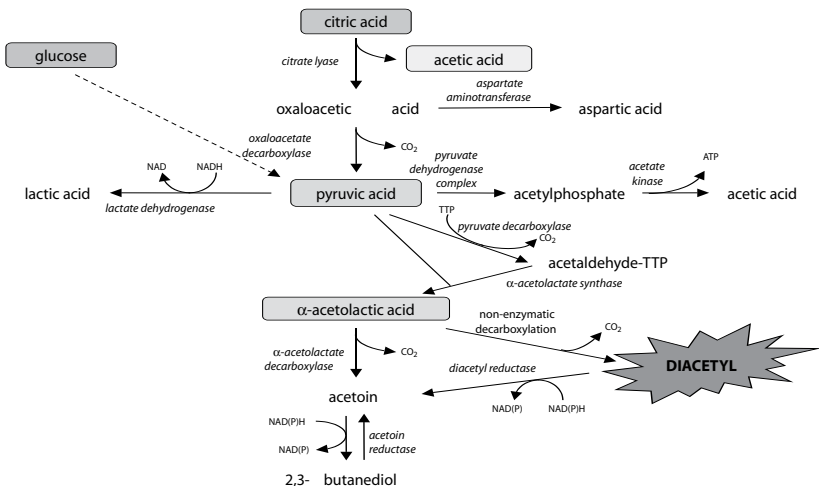 citric acid
glucose
citrate lyase
acetic acid
oxaloacetic acid
aspartate
aminotransferase
aspartic acid
oxaloacetate
decarboxylase
CO2
NAD
NADH
lactic acid
lactate dehydrogenase
pyruvic acid
pyruvate
dehydrogenase
complex
acetylphosphate
acetate
kinase
ATP
acetic acid
TTP
pyruvate decarboxylase
CO2
acetaldehyde-TTP
α-acetolactate synthase
α-acetolactic acid
non-enzymatic
decarboxylation
CO2
α-acetolactate
decarboxylase
CO2
diacetyl reductase
DIACETYL
NAD(P)
NAD(P)H
acetoin
NAD(P)H
NAD(P)
acetoin
reductase
2,3- butanediol